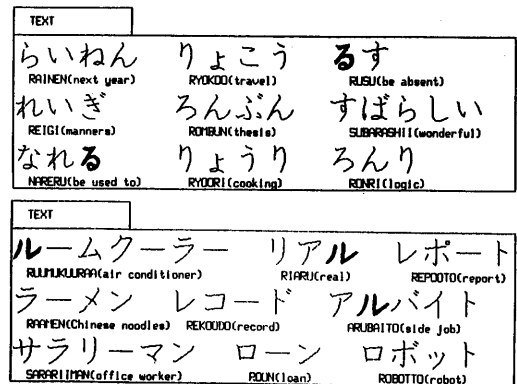 TEXT
らいねん りょこう るす
RAINEN(next year) RYOKOO(travel) RUSU(be absent)
れいぎ ろんぶん すばらしい
REIGI(manners) ROMBUN(thesis) SUBARASHII(wonderful)
なれる りょうり ろんり
NARERU(be used to) RYOORI(cooking) RONRI(logic)
TEXT
ルームクーラー リアル レポート
RUUMUKUURAA(air conditioner) RIARU(real) REPOOTO(report)
ラーメン レコード アルバイト
RAAMEN(Chinese noodles) REKOODO(record) ARUBAITO(side job)
サラリーマン ローン ロボット
SARARIIMAN(office worker) ROUN(loan) ROBOTTO(robot)